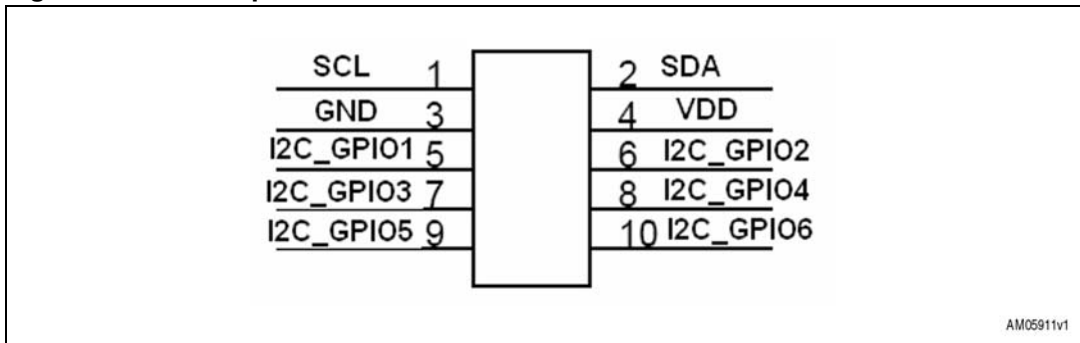 SCL 1 2 SDA
GND 3 4 VDD
I2C_GPIO1 5 6 I2C_GPIO2
I2C_GPIO3 7 8 I2C_GPIO4
I2C_GPIO5 9 10 I2C_GPIO6
AM05911v1